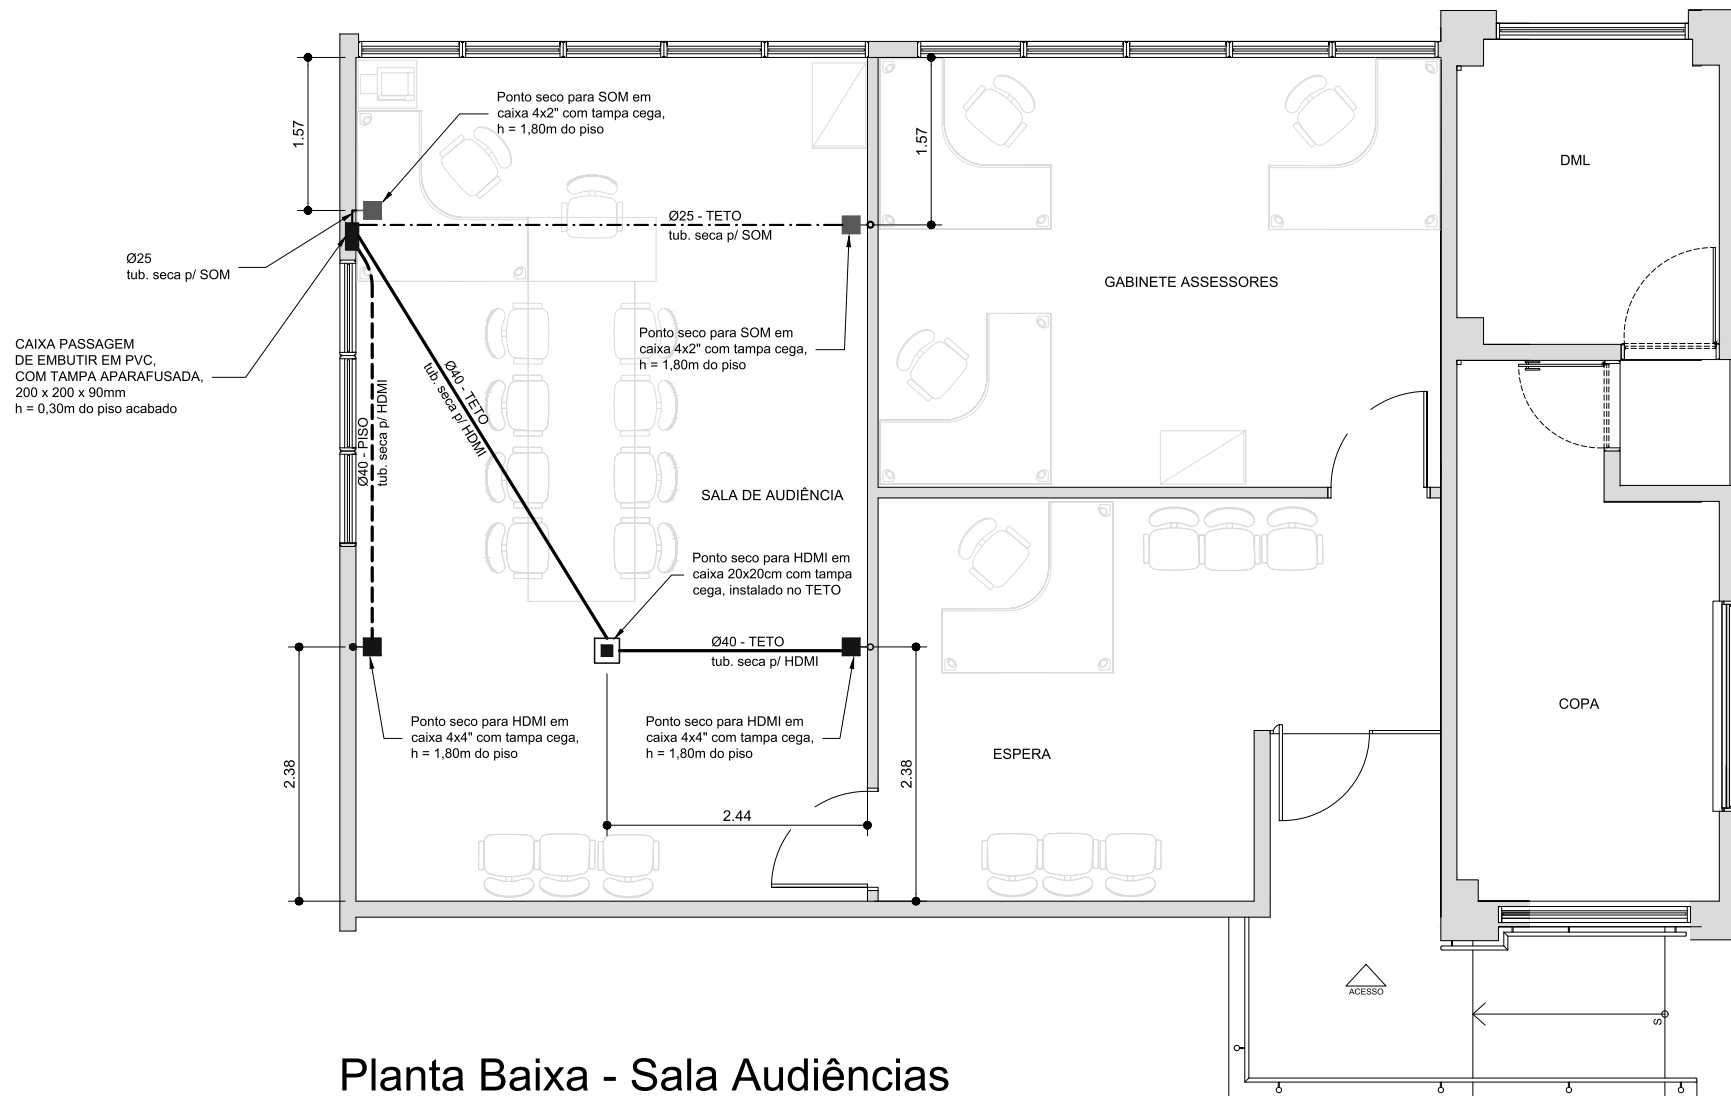 Ponto seco para SOM em
caixa 4x2" com tampa cega,
h = 1,80m do piso
1.57
1.57
DML
Ø25 - TETO
tub. seca p/ SOM
Ø25
tub. seca p/ SOM
GABINETE ASSESSORES
Ponto seco para SOM em
caixa 4x2" com tampa cega,
h = 1,80m do piso
CAIXA PASSAGEM
DE EMBUTIR EM PVC,
COM TAMPA APARAFUSADA,
200 x 200 x 90mm
h = 0,30m do piso acabado
Ø40 - TETO
tub. seca p/ HDMI
Ø40 - PISO
tub. seca p/ HDMI
SALA DE AUDIÊNCIA
Ponto seco para HDMI em
caixa 20x20cm com tampa
cega, instalado no TETO
Ø40 - TETO
tub. seca p/ HDMI
COPA
Ponto seco para HDMI em
caixa 4x4" com tampa cega,
h = 1,80m do piso
Ponto seco para HDMI em
caixa 4x4" com tampa cega,
h = 1,80m do piso
ESPERA
2.38
2.38
2.44
ACESSO
S
Planta Baixa - Sala Audiências